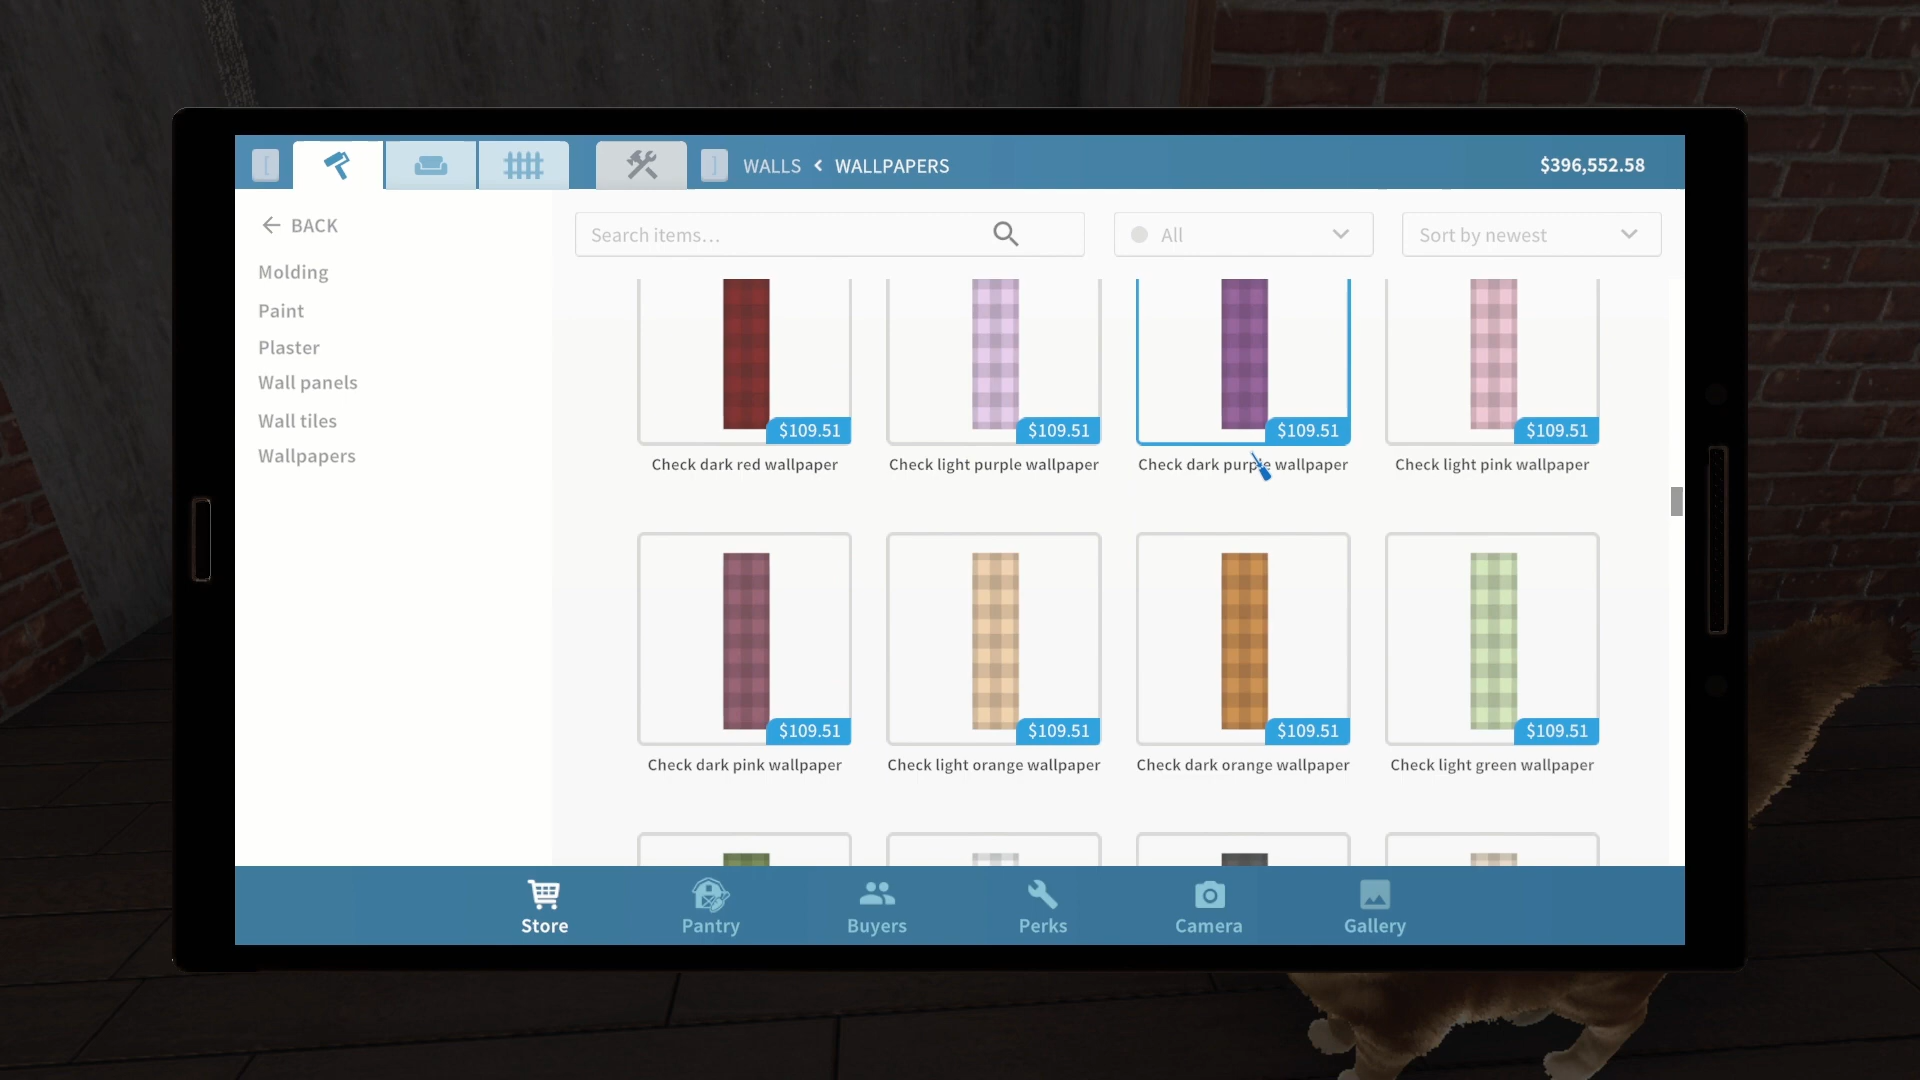 [
]
WALLS < WALLPAPERS
$396,552.58
BACK
Molding
Paint
Plaster
Wall panels
Wall tiles
Wallpapers
Search items...
All
Sort by newest
$109.51
$109.51
$109.51
$109.51
Check dark red wallpaper
Check light purple wallpaper
Check dark purple wallpaper
Check light pink wallpaper
$109.51
$109.51
$109.51
$109.51
Check dark pink wallpaper
Check light orange wallpaper
Check dark orange wallpaper
Check light green wallpaper
Store
Pantry
Buyers
Perks
Camera
Gallery